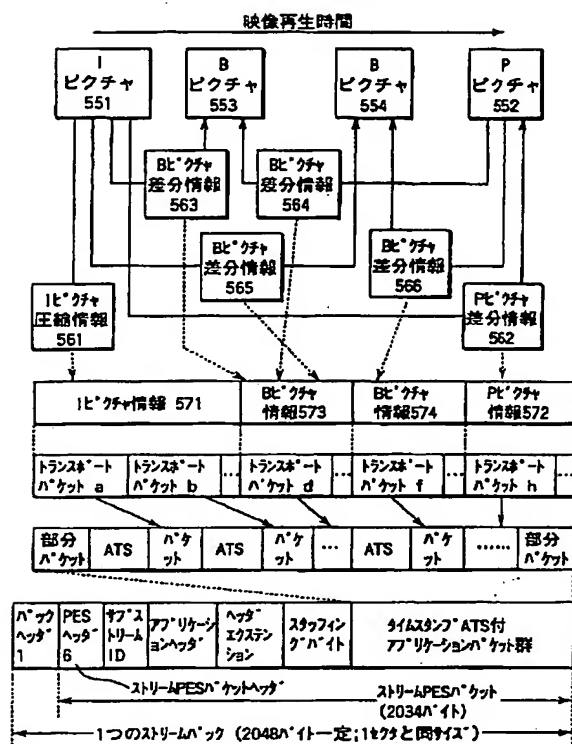 映像再生時間
I
ピクチャ
551
B
ピクチャ
553
B
ピクチャ
554
P
ピクチャ
552
Bピクチャ
差分情報
563
Bピクチャ
差分情報
564
Bピクチャ
差分情報
565
Bピクチャ
差分情報
566
Iピクチャ
圧縮情報
561
Pピクチャ
差分情報
562
Iピクチャ情報 571
Bピクチャ
情報573
Bピクチャ
情報574
Pピクチャ
情報572
トランスポート
パケット a
トランスポート
パケット b
…
トランスポート
パケット d
…
トランスポート
パケット f
…
トランスポート
パケット h
…
部分
パケット
ATS
パケ
ット
ATS
パケ
ット
…
ATS
パケ
ット
……
部分
パケット
パック
ヘッダ
1
PES
ヘッダ
6
サブス
トリーム
ID
アプリケーシ
ョンヘッダ
ヘッダ
エクステン
ション
スタッフィン
グバイト
タイムスタンプATS付
アプリケーションパケット群
ストリームPESパケットヘッダ
ストリームPESパケット
(2034バイト)
1つのストリームパック (2048バイト一定;1セクタと同サイズ)